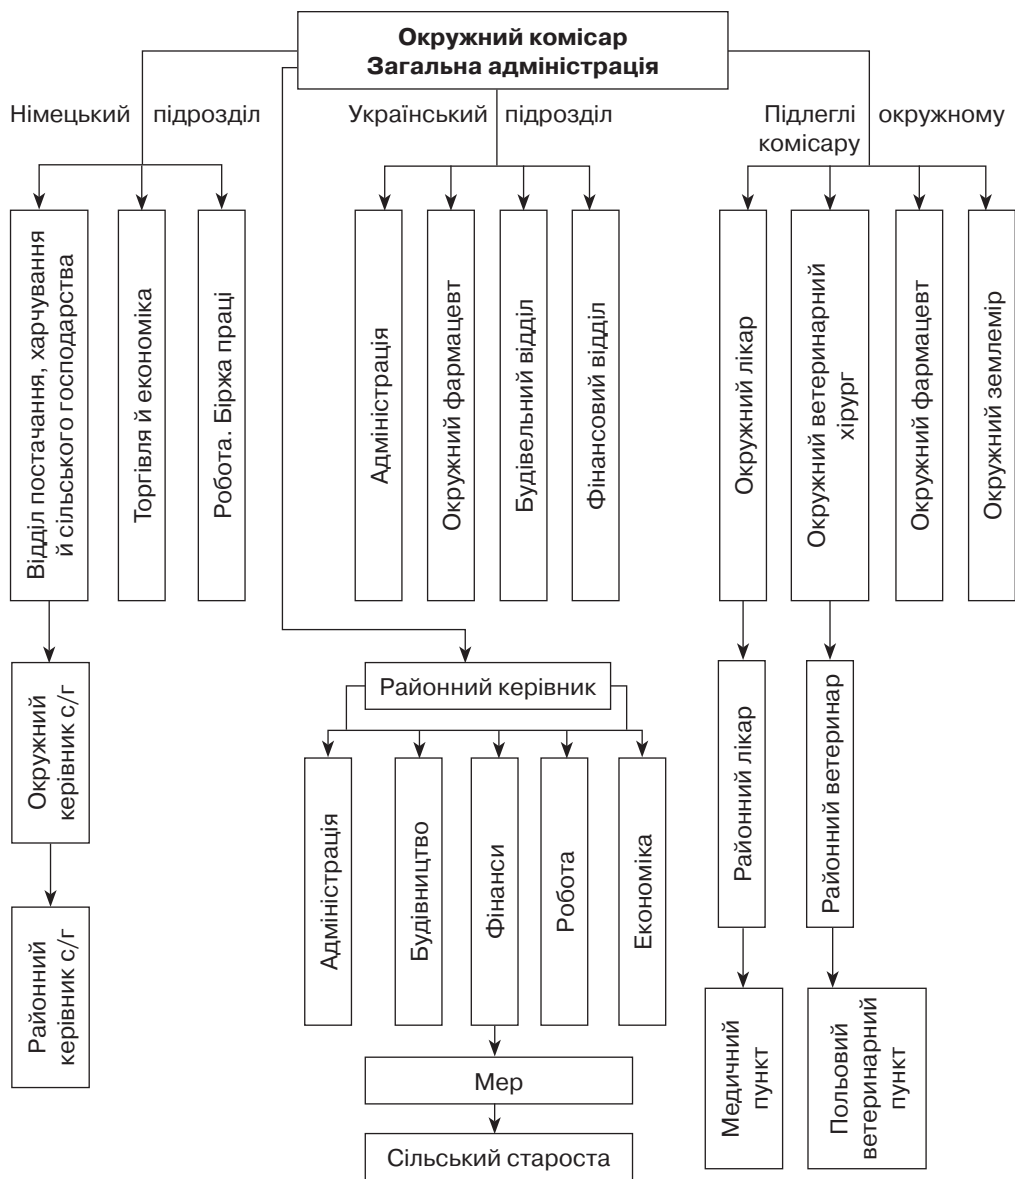 Окружний комісар
Загальна адміністрація
Німецький підрозділ
Український підрозділ
Підлеглі окружному
комісару
Відділ постачання, харчування
й сільського господарства
Торгівля й економіка
Робота. Біржа праці
Адміністрація
Окружний фармацевт
Будівельний відділ
Фінансовий відділ
Окружний лікар
Окружний ветеринарний
хірург
Окружний фармацевт
Окружний землемір
Окружний
керівник с/г
Районний
керівник с/г
Районний керівник
Адміністрація
Будівництво
Фінанси
Робота
Економіка
Мер
Сільський староста
Районний лікар
Районний ветеринар
Медичний
пункт
Польовий
ветеринарний
пункт